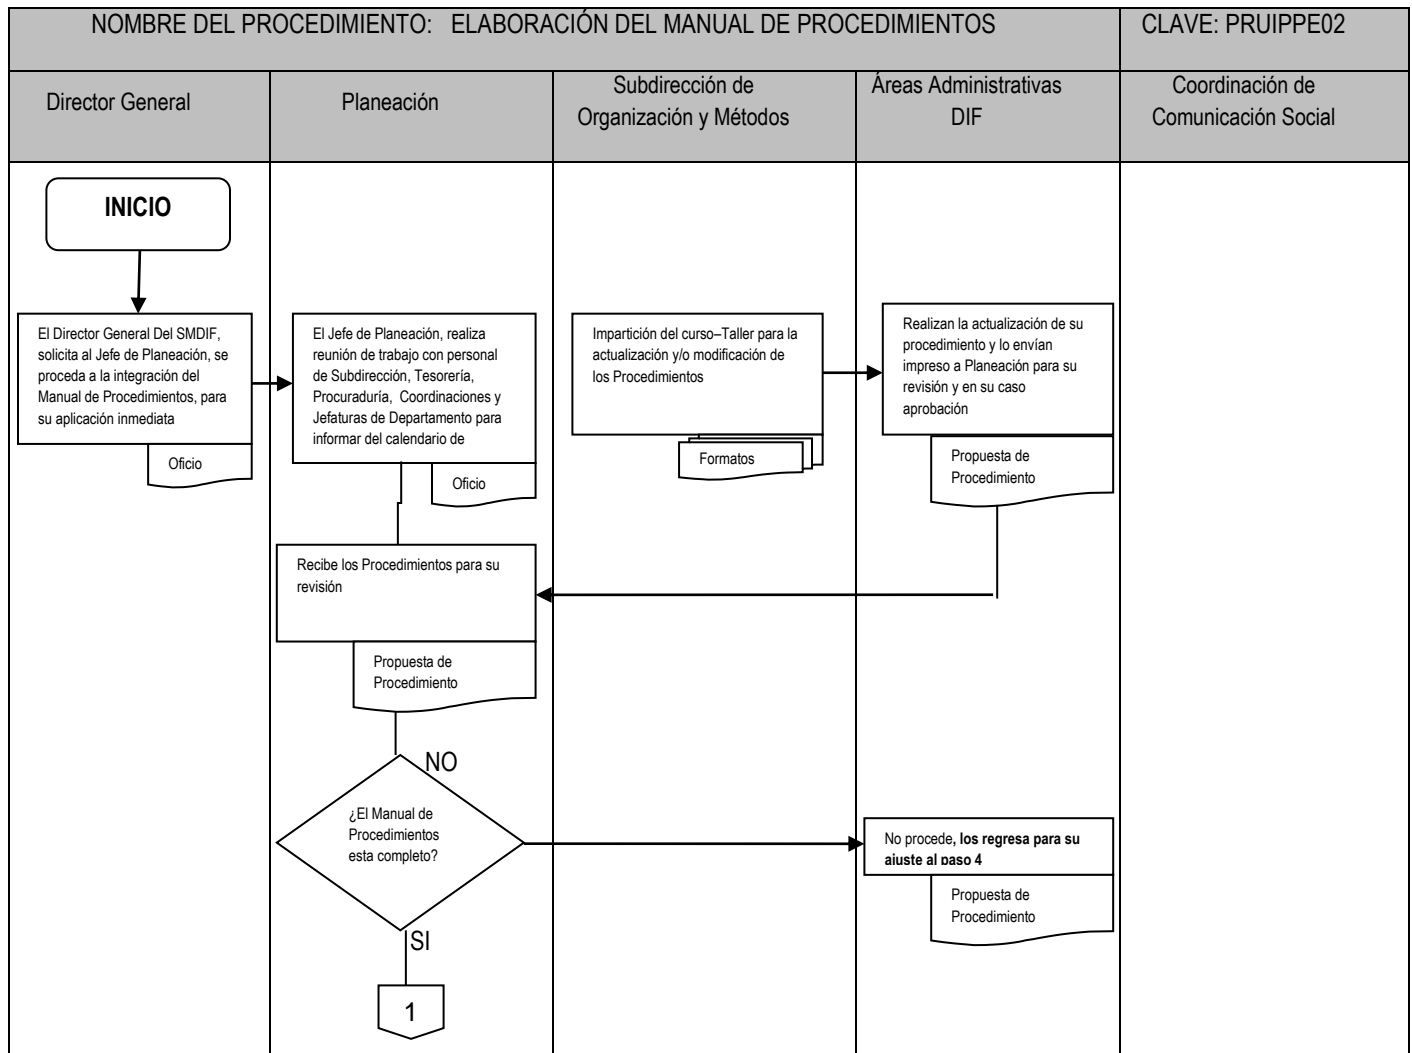 NOMBRE DEL PROCEDIMIENTO: ELABORACIÓN DEL MANUAL DE PROCEDIMIENTOS
CLAVE: PRUIPPE02
Director General
Planeación
Subdirección de
Organización y Métodos
Áreas Administrativas
DIF
Coordinación de
Comunicación Social
INICIO
El Director General Del SMDIF,
solicita al Jefe de Planeación, se
proceda a la integración del
Manual de Procedimientos, para
su aplicación inmediata
Oficio
El Jefe de Planeación, realiza
reunión de trabajo con personal
de Subdirección, Tesorería,
Procuraduría, Coordinaciones y
Jefaturas de Departamento para
informar del calendario de
Oficio
Impartición del curso–Taller para la
actualización y/o modificación de
los Procedimientos
Formatos
Realizan la actualización de su
procedimiento y lo envían
impreso a Planeación para su
revisión y en su caso
aprobación
Propuesta de
Procedimiento
Recibe los Procedimientos para su
revisión
Propuesta de
Procedimiento
NO
¿El Manual de
Procedimientos
esta completo?
No procede, los regresa para su
ajuste al paso 4
Propuesta de
Procedimiento
SI
1